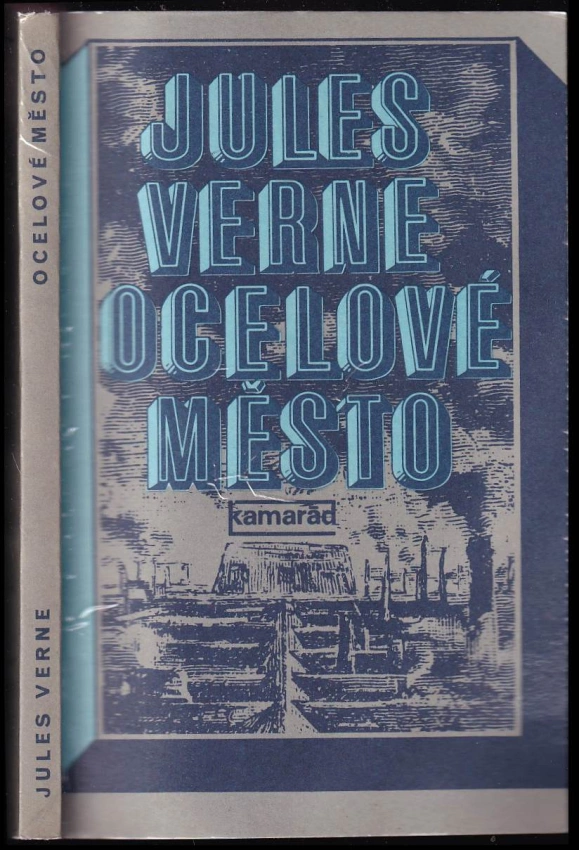 JULES
VERNE
OCELOVÉ
MĚSTO
kamarád
JULES VERNE
OCELOVÉ MĚSTO